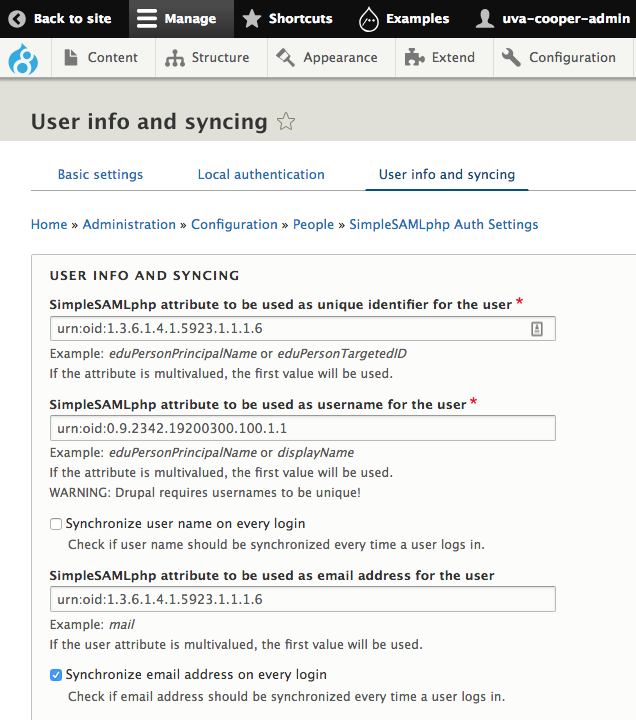 Back to site Manage Shortcuts Examples uva-cooper-admin
Content Structure Appearance Extend Configuration
User info and syncing
Basic settings Local authentication User info and syncing
Home » Administration » Configuration » People » SimpleSAMLphp Auth Settings
USER INFO AND SYNCING
SimpleSAMLphp attribute to be used as unique identifier for the user *
urn:oid:1.3.6.1.4.1.5923.1.1.1.6
Example: eduPersonPrincipalName or eduPersonTargetedID
If the attribute is multivalued, the first value will be used.
SimpleSAMLphp attribute to be used as username for the user *
urn:oid:0.9.2342.19200300.100.1.1
Example: eduPersonPrincipalName or displayName
If the attribute is multivalued, the first value will be used.
WARNING: Drupal requires usernames to be unique!
Synchronize user name on every login
Check if user name should be synchronized every time a user logs in.
SimpleSAMLphp attribute to be used as email address for the user
urn:oid:1.3.6.1.4.1.5923.1.1.1.6
Example: mail
If the user attribute is multivalued, the first value will be used.
Synchronize email address on every login
Check if email address should be synchronized every time a user logs in.